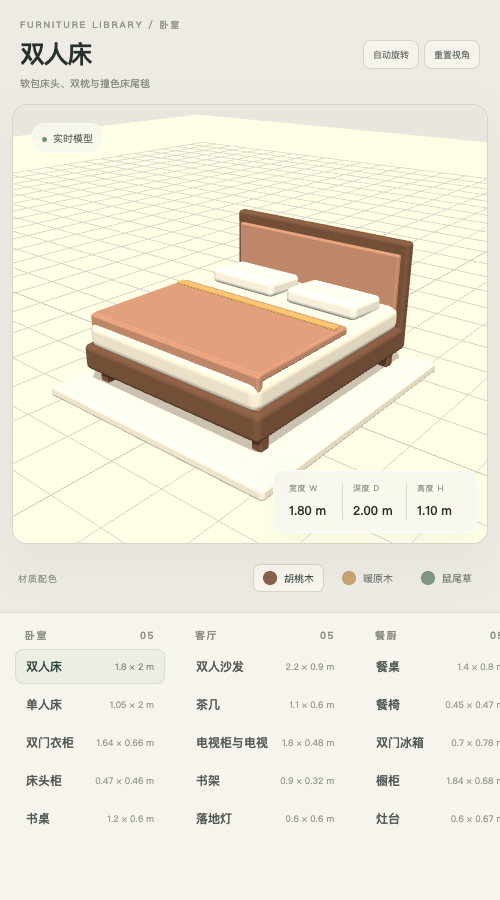 FURNITURE LIBRARY / 卧室
双人床
自动旋转
重置视角
软包床头、双枕与撞色床尾毯
实时模型
宽度 W
深度 D
高度 H
1.80 m
2.00 m
1.10 m
材质配色
胡桃木
暖原木
鼠尾草
卧室 05
双人床 1.8 × 2 m
单人床 1.05 × 2 m
双门衣柜 1.64 × 0.66 m
床头柜 0.47 × 0.46 m
书桌 1.2 × 0.6 m
客厅 05
双人沙发 2.2 × 0.9 m
茶几 1.1 × 0.6 m
电视柜与电视 1.8 × 0.48 m
书架 0.9 × 0.32 m
落地灯 0.6 × 0.6 m
餐厨 05
餐桌 1.4 × 0.8 m
餐椅 0.45 × 0.47 m
双门冰箱 0.7 × 0.78 m
橱柜 1.84 × 0.68 m
灶台 0.6 × 0.67 m